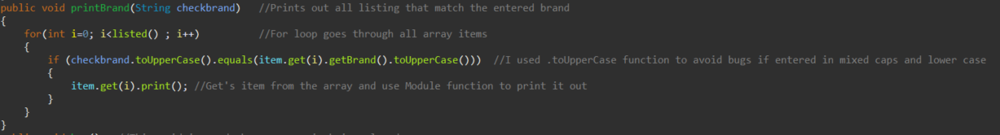 public void printBrand(String checkbrand)   //Prints out all listing that match the entered brand
{
    for(int i=0; i<listed() ; i++)          //For loop goes through all array items
    {
        if (checkbrand.toUpperCase().equals(item.get(i).getBrand().toUpperCase()))  //I used .toUpperCase function to avoid bugs if entered in mixed caps and lower case
        {
            item.get(i).print(); //Get's item from the array and use Module function to print it out
        }
    }
}